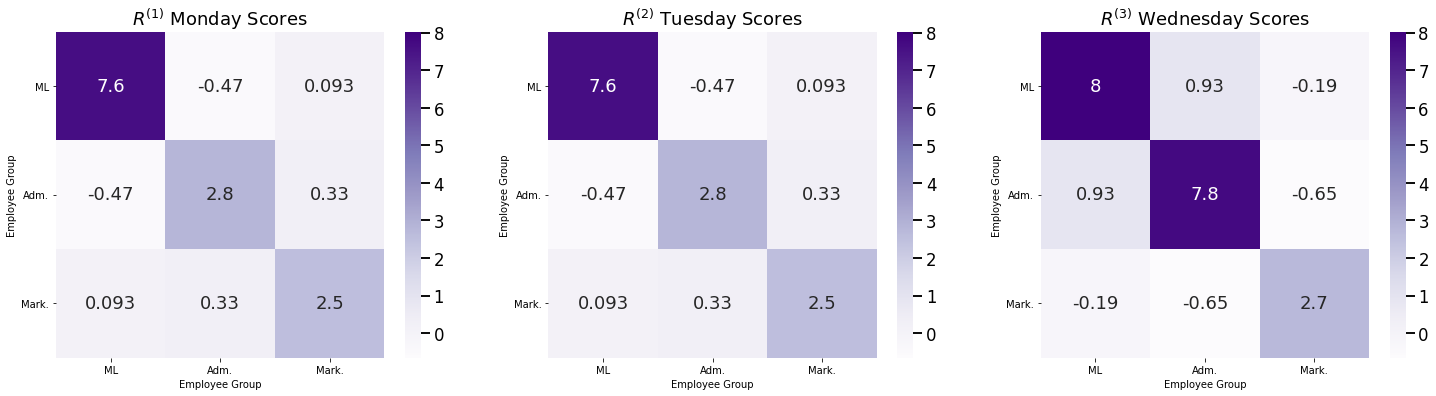 R^{(1)} Monday Scores
Employee Group
ML
Adm.
Mark.
7.6 -0.47 0.093
-0.47 2.8 0.33
0.093 0.33 2.5
ML Adm. Mark.
Employee Group
8
7
6
5
4
3
2
1
0
R^{(2)} Tuesday Scores
Employee Group
ML
Adm.
Mark.
7.6 -0.47 0.093
-0.47 2.8 0.33
0.093 0.33 2.5
ML Adm. Mark.
Employee Group
8
7
6
5
4
3
2
1
0
R^{(3)} Wednesday Scores
Employee Group
ML
Adm.
Mark.
8 0.93 -0.19
0.93 7.8 -0.65
-0.19 -0.65 2.7
ML Adm. Mark.
Employee Group
8
7
6
5
4
3
2
1
0